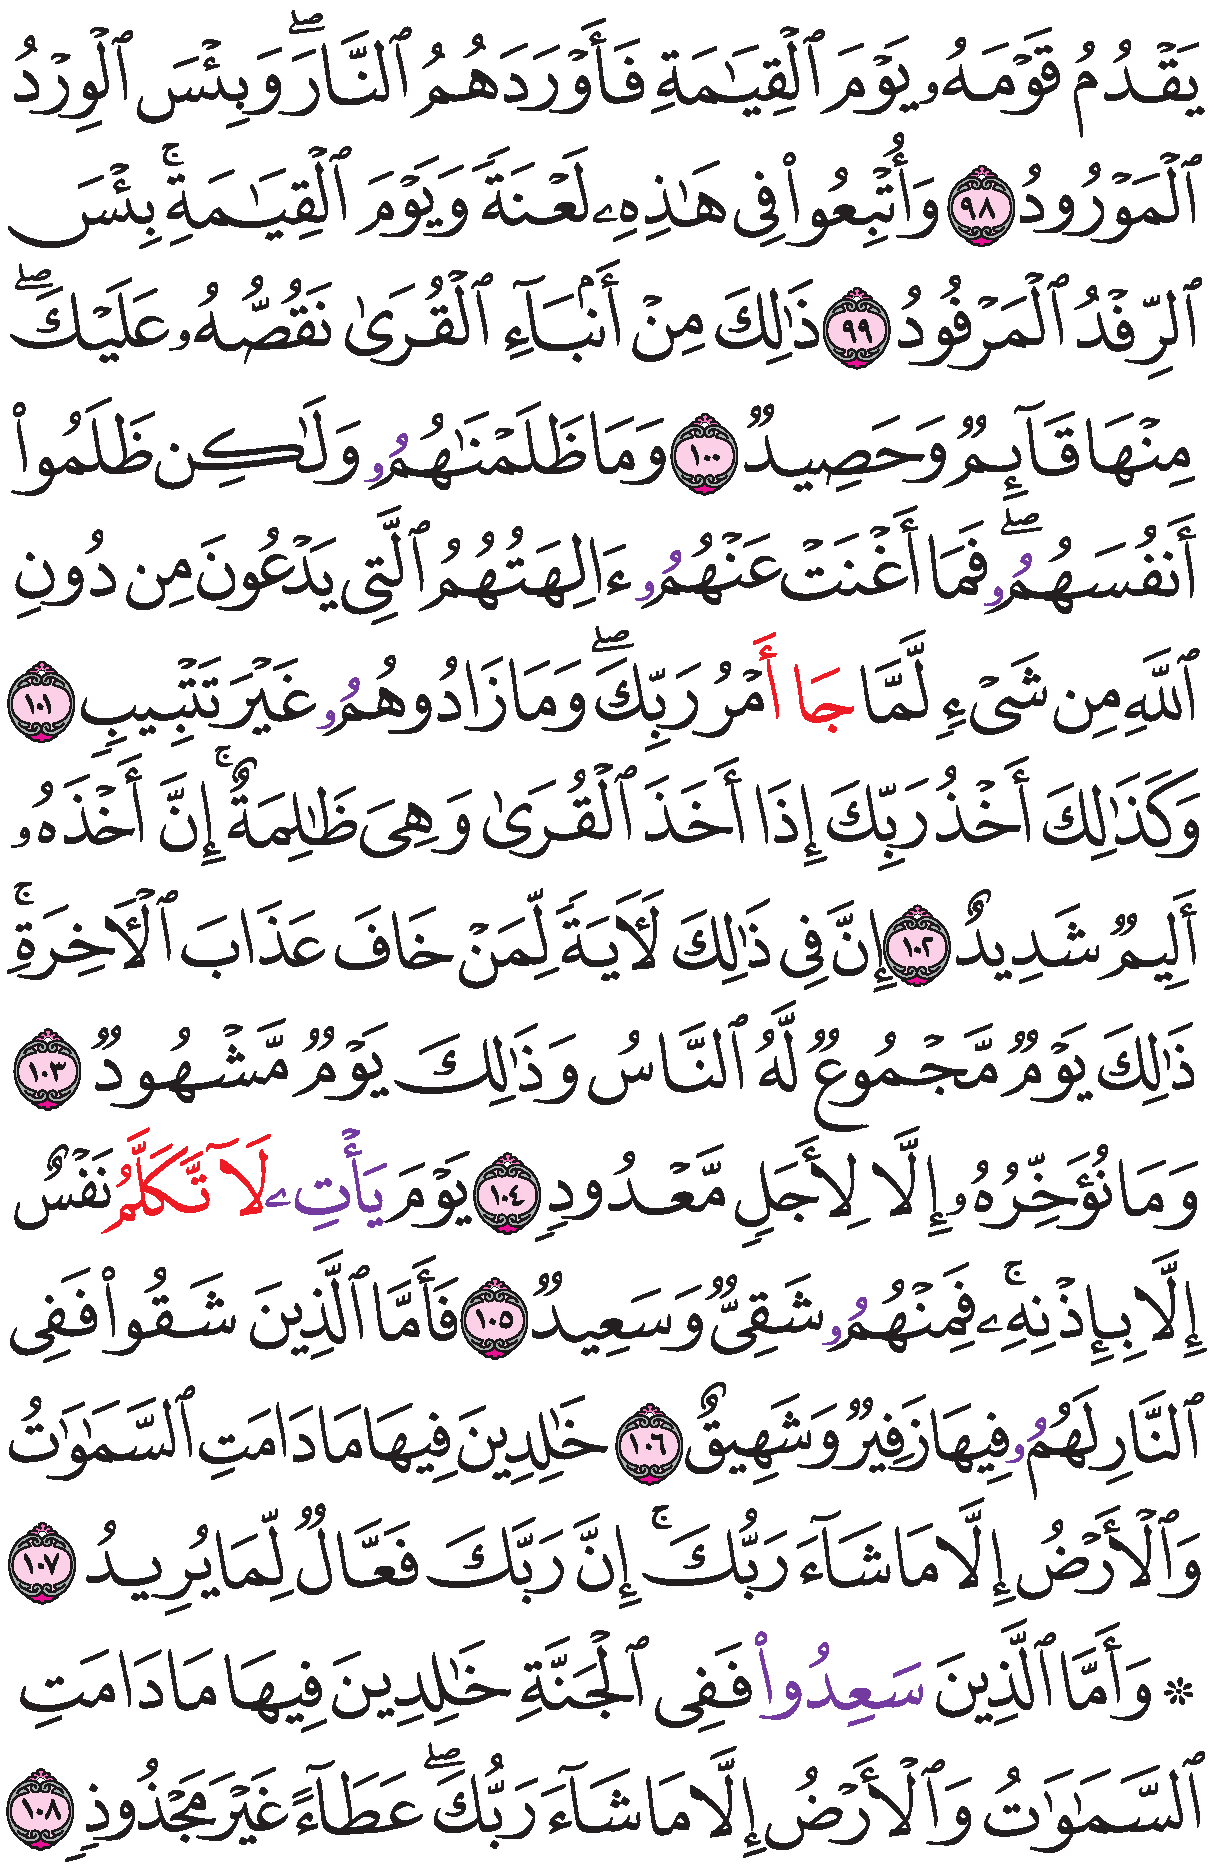 يَقْدُمُ قَوْمَهُۥ يَوْمَ ٱلْقِيَـٰمَةِ فَأَوْرَدَهُمُ ٱلنَّارَ ۖ وَبِئْسَ ٱلْوِرْدُ
ٱلْمَوْرُودُ ٩٨ وَأُتْبِعُوا۟ فِى هَـٰذِهِۦ لَعْنَةً وَيَوْمَ ٱلْقِيَـٰمَةِ ۚ بِئْسَ
ٱلرِّفْدُ ٱلْمَرْفُودُ ٩٩ ذَٰلِكَ مِنْ أَنۢبَآءِ ٱلْقُرَىٰ نَقُصُّهُۥ عَلَيْكَ ۖ
مِنْهَا قَآئِمٌ وَحَصِيدٌ ١٠٠ وَمَا ظَلَمْنَـٰهُمُۥ وَلَـٰكِن ظَلَمُوا۟
أَنفُسَهُمُۥ ۖ فَمَا أَغْنَتْ عَنْهُمُۥ ءَالِهَتُهُمُ ٱلَّتِى يَدْعُونَ مِن دُونِ
ٱللَّهِ مِن شَىْءٍ لَّمَّا جَا أَمْرُ رَبِّكَ ۖ وَمَا زَادُوهُمُۥ غَيْرَ تَتْبِيبٍ ١٠١
وَكَذَٰلِكَ أَخْذُ رَبِّكَ إِذَا أَخَذَ ٱلْقُرَىٰ وَهِىَ ظَـٰلِمَةٌ ۚ إِنَّ أَخْذَهُۥ
أَلِيمٌ شَدِيدٌ ١٠٢ إِنَّ فِى ذَٰلِكَ لَأَيَةً لِّمَنْ خَافَ عَذَابَ ٱلْأَخِرَةِ ۚ
ذَٰلِكَ يَوْمٌ مَّجْمُوعٌ لَّهُ ٱلنَّاسُ وَذَٰلِكَ يَوْمٌ مَّشْهُودٌ ١٠٣
وَمَا نُؤَخِّرُهُۥ إِلَّا لِأَجَلٍ مَّعْدُودٍ ١٠٤ يَوْمَ يَأْتِۦ لَآ تَّكَلَّمُ نَفْسٌ
إِلَّا بِإِذْنِهِۦ ۚ فَمِنْهُمُۥ شَقِىٌّ وَسَعِيدٌ ١٠٥ فَأَمَّا ٱلَّذِينَ شَقُوا۟ فَفِى
ٱلنَّارِ لَهُمُۥ فِيهَا زَفِيرٌ وَشَهِيقٌ ١٠٦ خَـٰلِدِينَ فِيهَا مَا دَامَتِ ٱلسَّمَـٰوَٰتُ
وَٱلْأَرْضُ إِلَّا مَا شَآءَ رَبُّكَ ۚ إِنَّ رَبَّكَ فَعَّالٌ لِّمَا يُرِيدُ ١٠٧
۞ وَأَمَّا ٱلَّذِينَ سَعِدُوا۟ فَفِى ٱلْجَنَّةِ خَـٰلِدِينَ فِيهَا مَا دَامَتِ
ٱلسَّمَـٰوَٰتُ وَٱلْأَرْضُ إِلَّا مَا شَآءَ رَبُّكَ ۖ عَطَآءً غَيْرَ مَجْذُوذٍ ١٠٨